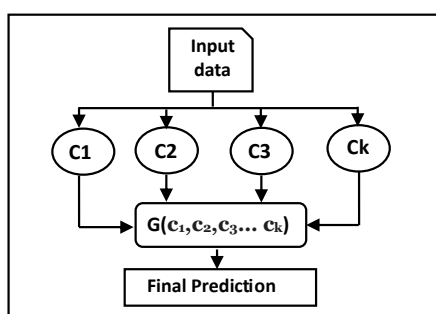 Input
data
C1
C2
C3
Ck
G(c₁,c₂,c₃... cₖ)
Final Prediction